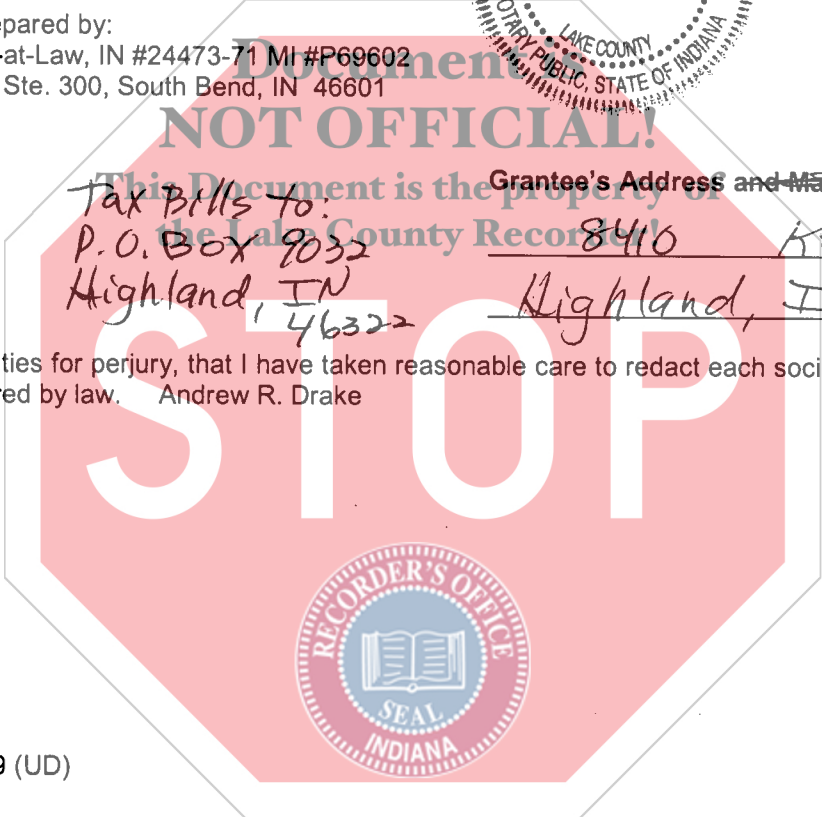 epared by:
-at-Law, IN #24473-71 MI #P69602
Ste. 300, South Bend, IN 46601
LAKE COUNTY
NOTARY PUBLIC, STATE OF INDIANA
Document is
NOT OFFICIAL!
This Document is the property of
the Lake County Recorder!
Grantee's Address and Ma
Tax Bills to:
P.O. Box 9032
Highland, IN
46322
8410 K
Highland, I
STOP
ties for perjury, that I have taken reasonable care to redact each soci
red by law. Andrew R. Drake
RECORDER'S OFFICE
SEAL
INDIANA
9 (UD)